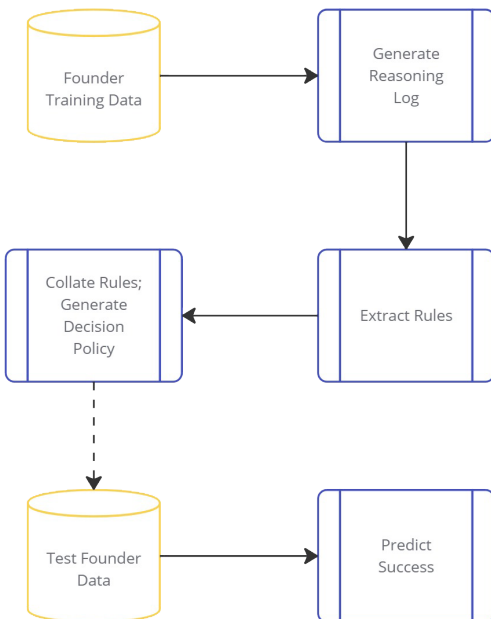 Founder
Training Data
Generate
Reasoning
Log
Collate Rules;
Generate
Decision
Policy
Extract Rules
Test Founder
Data
Predict
Success